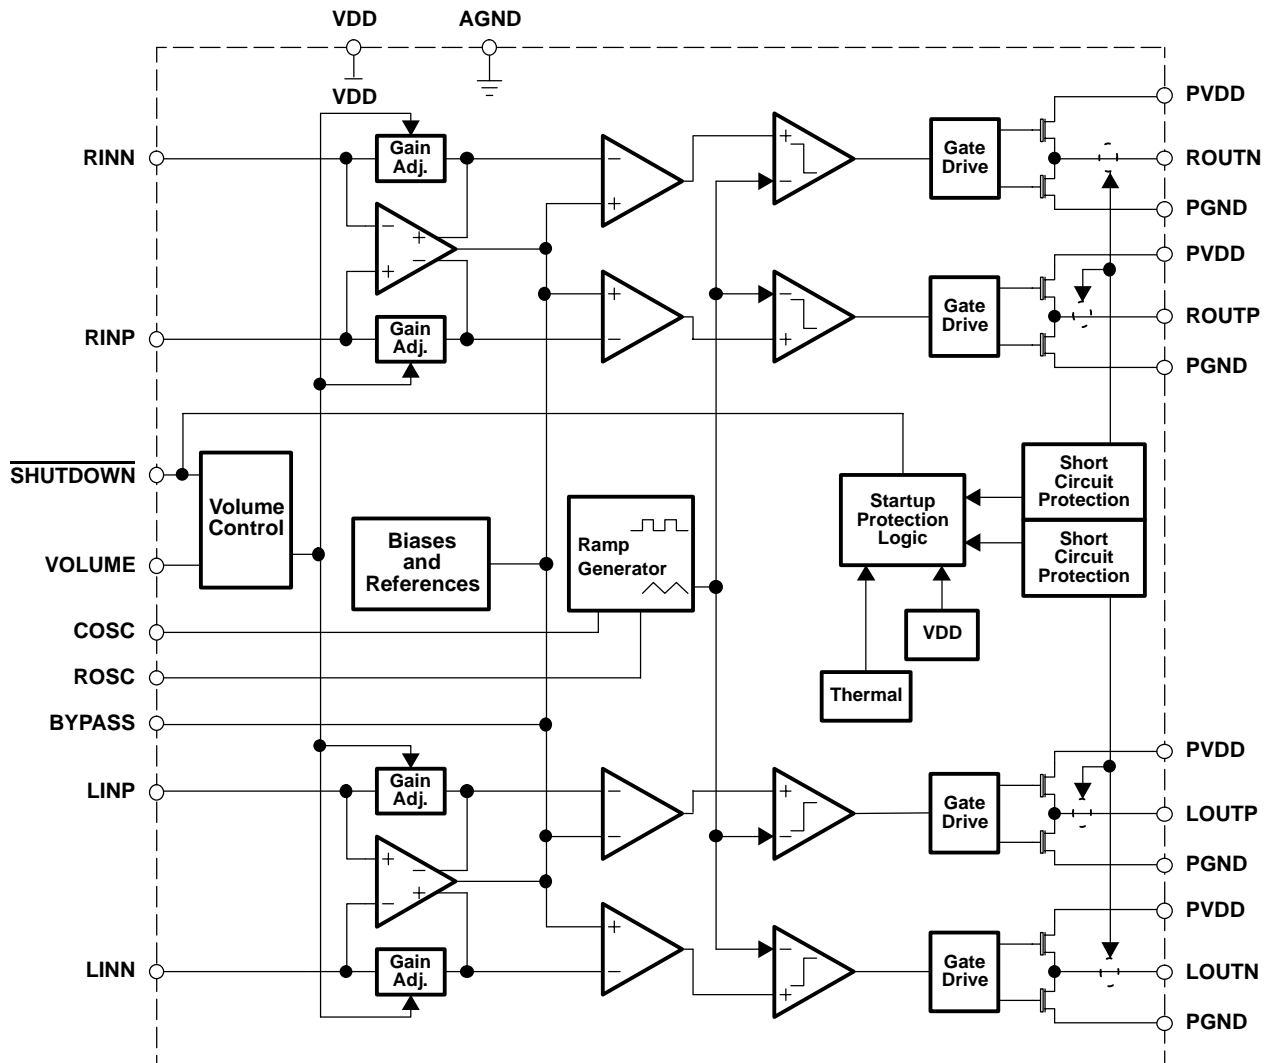 VDD
AGND
VDD
PVDD
RINN
Gain
Adj.
+
−
Gate
Drive
ROUTN
−
+
−
+
−
+
PGND
PVDD
RINP
Gain
Adj.
+
−
−
+
Gate
Drive
ROUTP
PGND
SHUTDOWN
Volume
Control
VOLUME
Biases
and
References
Ramp
Generator
Startup
Protection
Logic
Short
Circuit
Protection
Short
Circuit
Protection
COSC
VDD
ROSC
Thermal
BYPASS
PVDD
LINP
Gain
Adj.
−
−
+
−
Gate
Drive
LOUTP
+
−
−
+
PGND
PVDD
LINN
Gain
Adj.
+
−
−
+
Gate
Drive
LOUTN
PGND